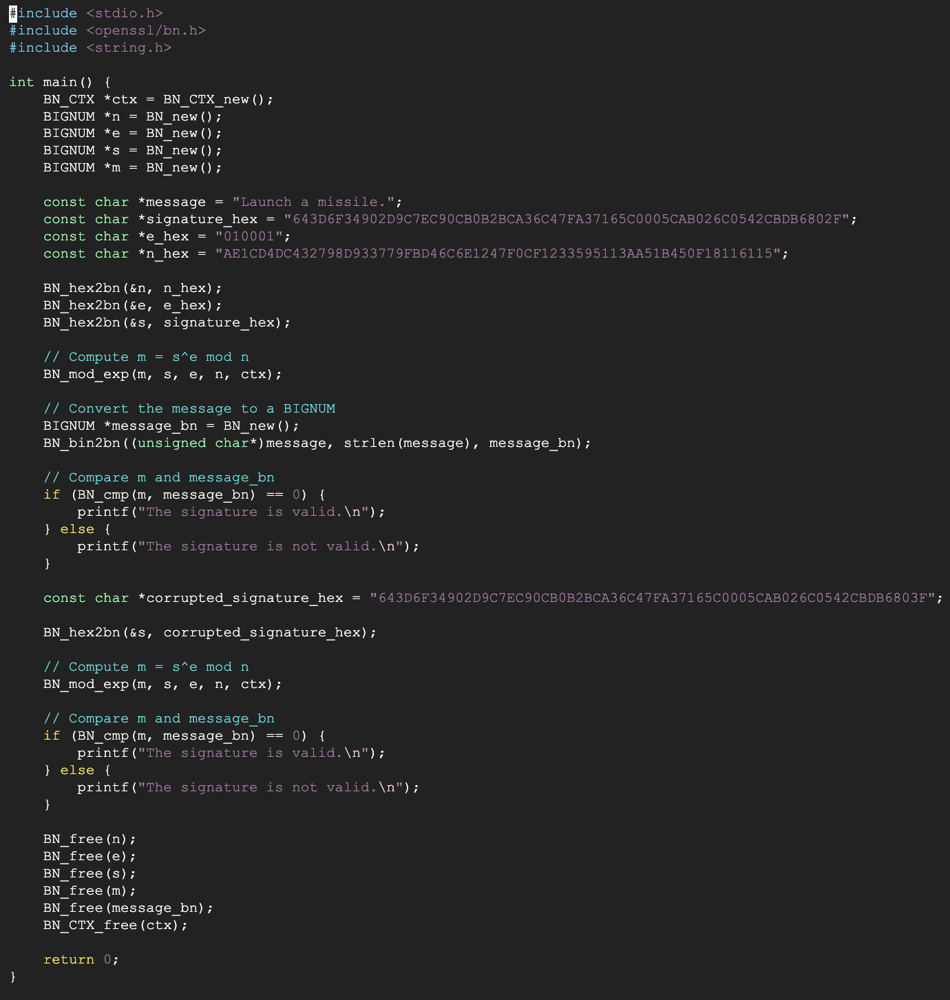 #include <stdio.h>
#include <openssl/bn.h>
#include <string.h>

int main() {
    BN_CTX *ctx = BN_CTX_new();
    BIGNUM *n = BN_new();
    BIGNUM *e = BN_new();
    BIGNUM *s = BN_new();
    BIGNUM *m = BN_new();

    const char *message = "Launch a missile.";
    const char *signature_hex = "643D6F34902D9C7EC90CB0B2BCA36C47FA37165C0005CAB026C0542CBDB6802F";
    const char *e_hex = "010001";
    const char *n_hex = "AE1CD4DC432798D933779FBD46C6E1247F0CF1233595113AA51B450F18116115";

    BN_hex2bn(&n, n_hex);
    BN_hex2bn(&e, e_hex);
    BN_hex2bn(&s, signature_hex);

    // Compute m = s^e mod n
    BN_mod_exp(m, s, e, n, ctx);

    // Convert the message to a BIGNUM
    BIGNUM *message_bn = BN_new();
    BN_bin2bn((unsigned char*)message, strlen(message), message_bn);

    // Compare m and message_bn
    if (BN_cmp(m, message_bn) == 0) {
        printf("The signature is valid.\n");
    } else {
        printf("The signature is not valid.\n");
    }

    const char *corrupted_signature_hex = "643D6F34902D9C7EC90CB0B2BCA36C47FA37165C0005CAB026C0542CBDB6803F";

    BN_hex2bn(&s, corrupted_signature_hex);

    // Compute m = s^e mod n
    BN_mod_exp(m, s, e, n, ctx);

    // Compare m and message_bn
    if (BN_cmp(m, message_bn) == 0) {
        printf("The signature is valid.\n");
    } else {
        printf("The signature is not valid.\n");
    }

    BN_free(n);
    BN_free(e);
    BN_free(s);
    BN_free(m);
    BN_free(message_bn);
    BN_CTX_free(ctx);

    return 0;
}